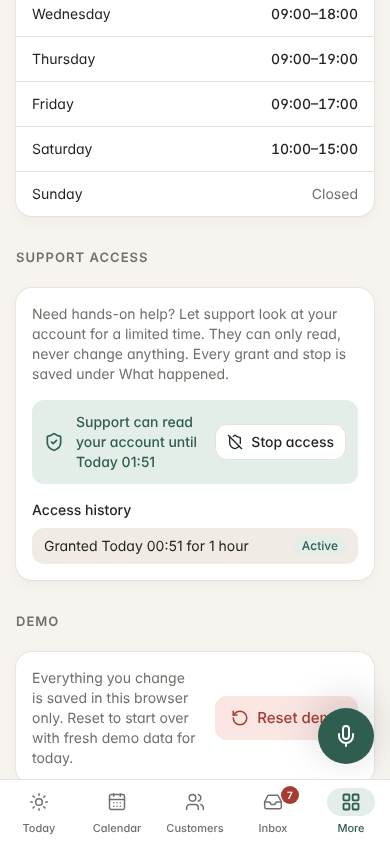 Wednesday 09:00–18:00
Thursday 09:00–19:00
Friday 09:00–17:00
Saturday 10:00–15:00
Sunday Closed
SUPPORT ACCESS
Need hands-on help? Let support look at your
account for a limited time. They can only read,
never change anything. Every grant and stop is
saved under What happened.
Support can read
your account until
Today 01:51
Stop access
Access history
Granted Today 00:51 for 1 hour Active
DEMO
Everything you change
is saved in this browser
only. Reset to start over
with fresh demo data for
today.
Reset
7
Today Calendar Customers Inbox More